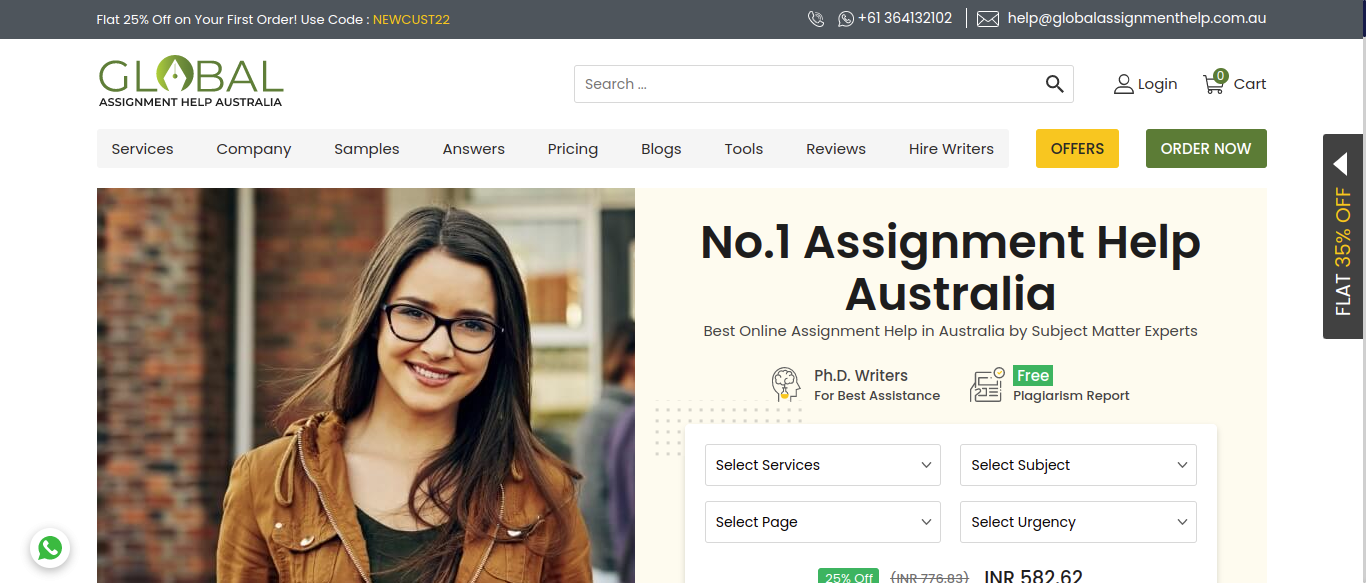 Flat 25% Off on Your First Order! Use Code : NEWCUST22
+61 364132102
help@globalassignmenthelp.com.au
GLOBAL
ASSIGNMENT HELP AUSTRALIA
Search ...
Login
0
Cart
Services
Company
Samples
Answers
Pricing
Blogs
Tools
Reviews
Hire Writers
OFFERS
ORDER NOW
FLAT 35% OFF
No.1 Assignment Help
Australia
Best Online Assignment Help in Australia by Subject Matter Experts
Ph.D. Writers
For Best Assistance
Free
Plagiarism Report
Select Services
Select Subject
Select Page
Select Urgency
25% Off
(INR 776.83)
INR 582.62